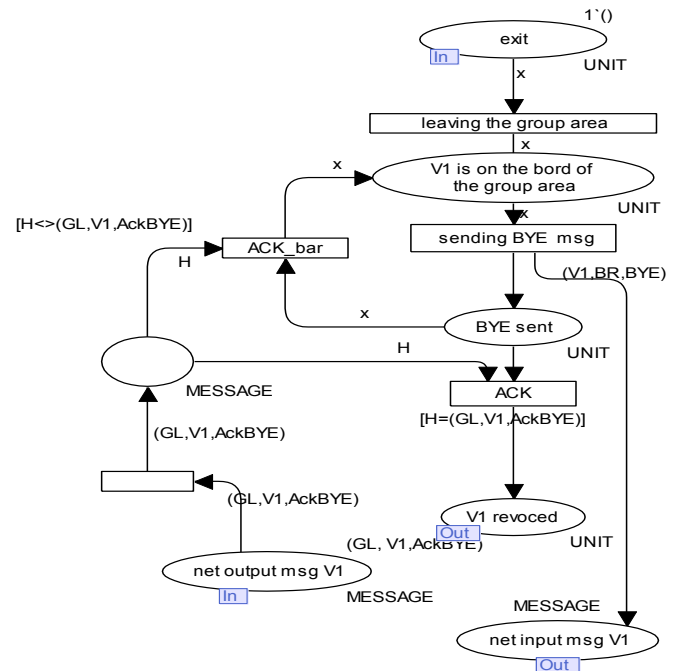 1`()
exit
In
UNIT
x
leaving the group area
x
x
V1 is on the bord of
the group area
UNIT
[H<>(GL,V1,AckBYE)]
x
ACK_bar
sending BYE msg
H
(V1,BR,BYE)
x
BYE sent
H
UNIT
MESSAGE
ACK
[H=(GL,V1,AckBYE)]
(GL,V1,AckBYE)
(GL,V1,AckBYE)
V1 revoced
Out
(GL, V1,AckBYE)
UNIT
net output msg V1
In
MESSAGE
MESSAGE
net input msg V1
Out